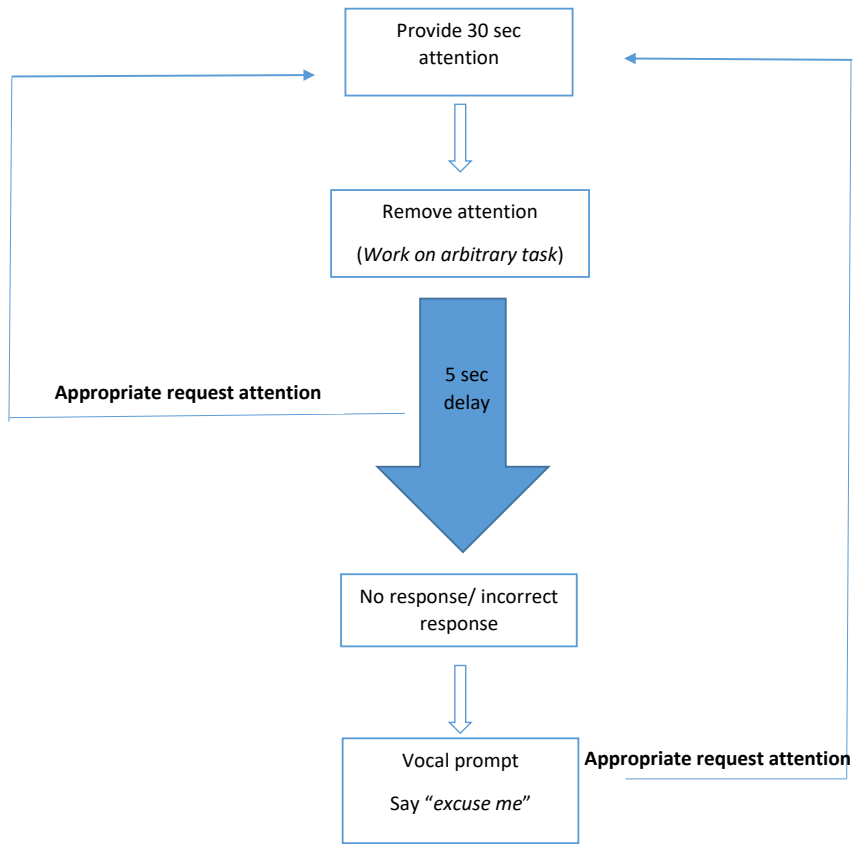 Provide 30 sec
attention
Remove attention
(Work on arbitrary task)
5 sec
delay
Appropriate request attention
No response/ incorrect
response
Vocal prompt
Say “excuse me”
Appropriate request attention